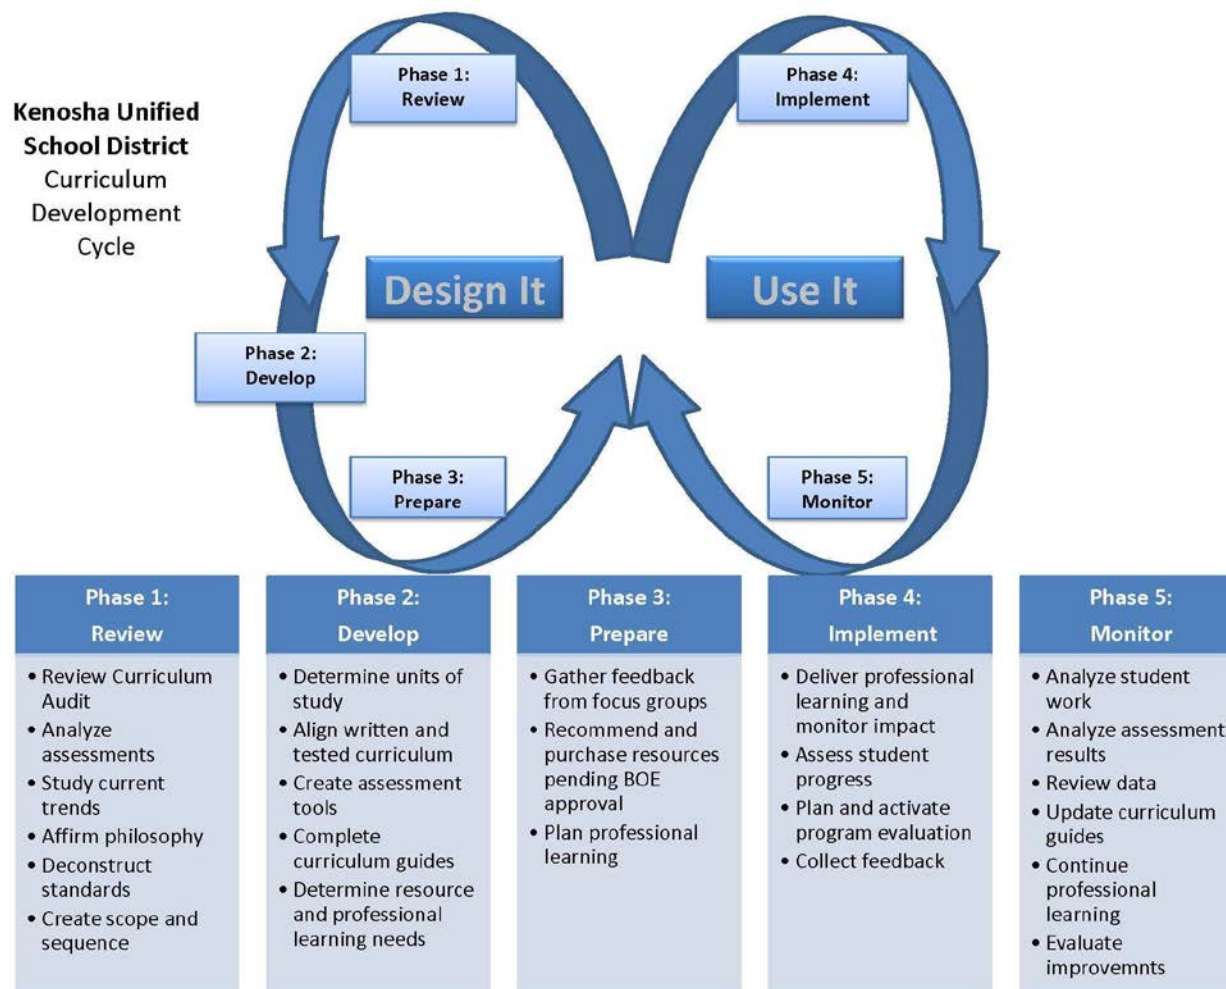 Kenosha Unified
School District
Curriculum
Development
Cycle
Phase 1:
Review
Phase 4:
Implement
Design It
Use It
Phase 2:
Develop
Phase 3:
Prepare
Phase 5:
Monitor
Phase 1:
Review
• Review Curriculum
Audit
• Analyze
assessments
• Study current
trends
• Affirm philosophy
• Deconstruct
standards
• Create scope and
sequence
Phase 2:
Develop
• Determine units of
study
• Align written and
tested curriculum
• Create assessment
tools
• Complete
curriculum guides
• Determine resource
and professional
learning needs
Phase 3:
Prepare
• Gather feedback
from focus groups
• Recommend and
purchase resources
pending BOE
approval
• Plan professional
learning
Phase 4:
Implement
• Deliver professional
learning and
monitor impact
• Assess student
progress
• Plan and activate
program evaluation
• Collect feedback
Phase 5:
Monitor
• Analyze student
work
• Analyze assessment
results
• Review data
• Update curriculum
guides
• Continue
professional
learning
• Evaluate
improvemnts